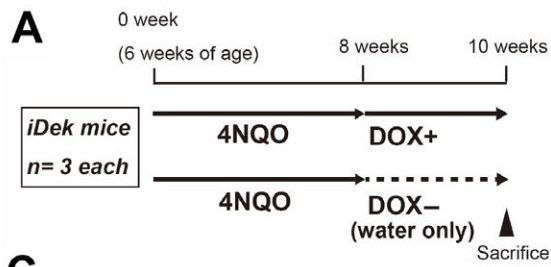 A
0 week
(6 weeks of age)
8 weeks
10 weeks
iDek mice
n= 3 each
4NQO
DOX+
4NQO
DOX–
(water only)
Sacrifice